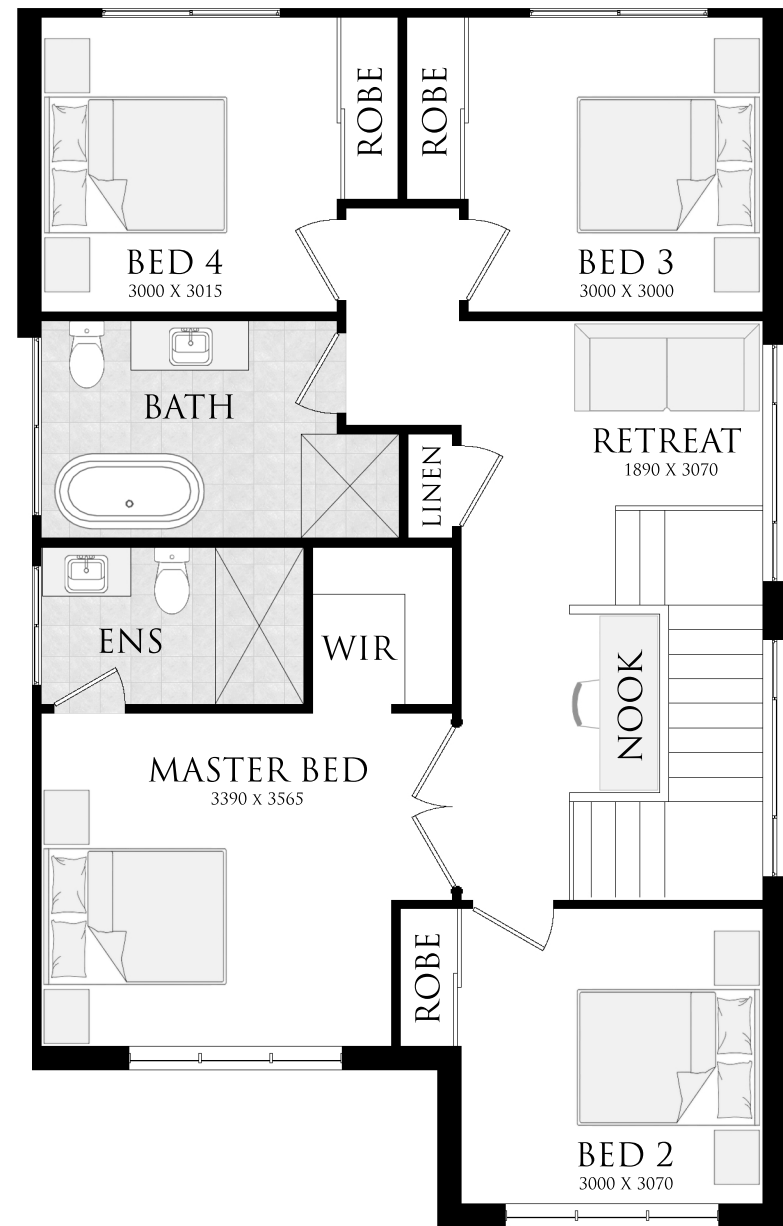 ROBE
ROBE
BED 4
3000 X 3015
BED 3
3000 X 3000
BATH
RETREAT
1890 X 3070
LINEN
ENS
WIR
NOOK
MASTER BED
3390 X 3565
ROBE
BED 2
3000 X 3070